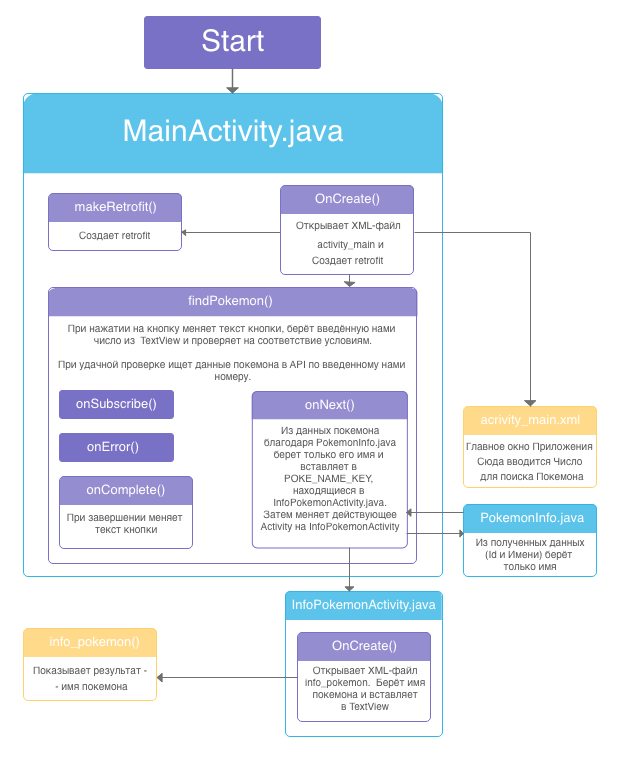 Start
MainActivity.java
makeRetrofit()
Создает retrofit
OnCreate()
Открывает XML-файл
activity_main и
Создает retrofit
findPokemon()
При нажатии на кнопку меняет текст кнопки, берёт введённую нами
число из TextView и проверяет на соответствие условиям.
При удачной проверке ищет данные покемона в API по введенному нами
номеру.
onSubscribe()
onError()
onComplete()
При завершении меняет
текст кнопки
onNext()
Из данных покемона
благодаря PokemonInfo.java
берет только его имя и
вставляет в
POKE_NAME_KEY,
находящиеся в
InfoPokemonActivity.java.
Затем меняет действующее
Activity на InfoPokemonActivity
acrivity_main.xml
Главное окно Приложения
Сюда вводится Число
для поиска Покемона
PokemonInfo.java
Из полученных данных
(Id и Имени) берёт
только имя
InfoPokemonActivity.java
OnCreate()
Открывает XML-файл
info_pokemon. Берёт имя
покемона и вставляет
в TextView
info_pokemon()
Показывает результат -
- имя покемона